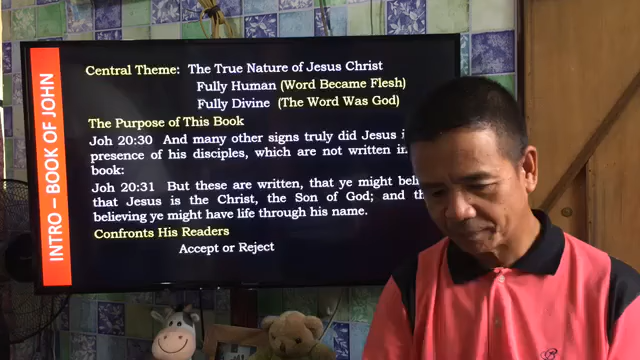 INTRO – BOOK OF JOHN
Central Theme: The True Nature of Jesus Christ
Fully Human (Word Became Flesh)
Fully Divine (The Word Was God)
The Purpose of This Book
Joh 20:30 And many other signs truly did Jesus
presence of his disciples, which are not written in
book:
Joh 20:31 But these are written, that ye might
that Jesus is the Christ, the Son of God; and
believing ye might have life through his name.
Confronts His Readers
Accept or Reject